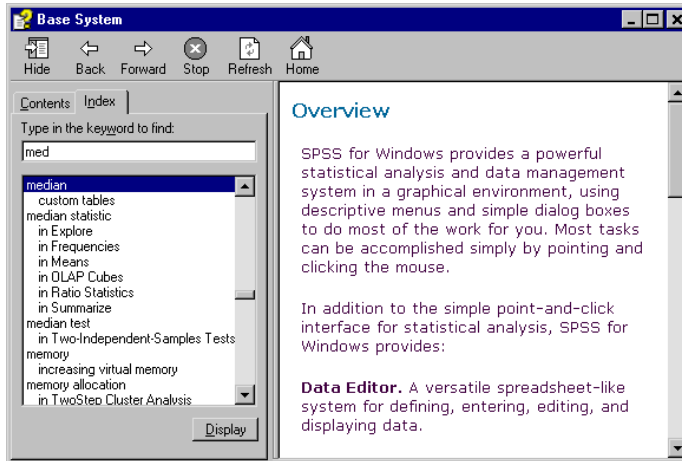 Base System
Hide Back Forward Stop Refresh Home
Contents Index
Type in the keyword to find:
med
median
custom tables
median statistic
in Explore
in Frequencies
in Means
in OLAP Cubes
in Ratio Statistics
in Summarize
median test
in Two-Independent-Samples Tests
memory
increasing virtual memory
memory allocation
in TwoStep Cluster Analysis
Display
Overview
SPSS for Windows provides a powerful
statistical analysis and data management
system in a graphical environment, using
descriptive menus and simple dialog boxes
to do most of the work for you. Most tasks
can be accomplished simply by pointing and
clicking the mouse.
In addition to the simple point-and-click
interface for statistical analysis, SPSS for
Windows provides:
Data Editor. A versatile spreadsheet-like
system for defining, entering, editing, and
displaying data.